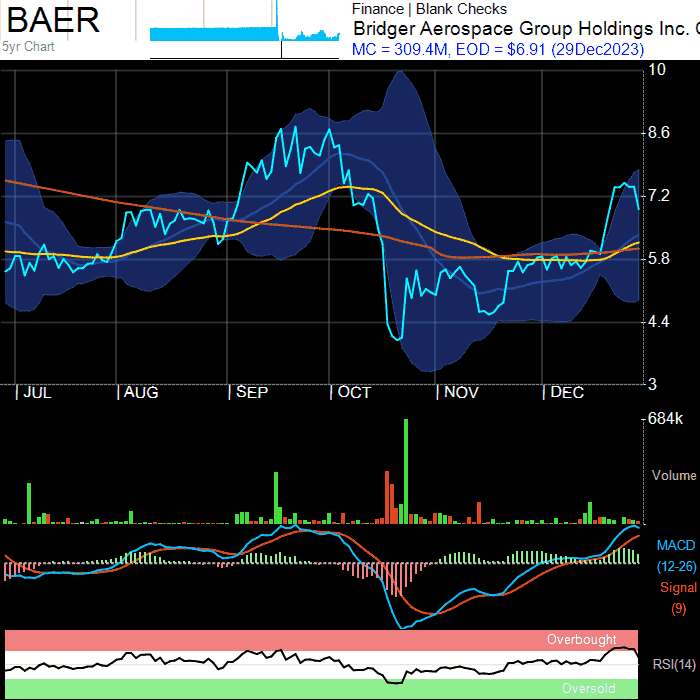 BAER
5yr Chart
Finance | Blank Checks
Bridger Aerospace Group Holdings Inc. C
MC = 309.4M, EOD = $6.91 (29Dec2023)
10
8.6
7.2
5.8
4.4
3
JUL AUG SEP OCT NOV DEC
684k
Volume
MACD
(12-26)
Signal
(9)
Overbought
RSI(14)
Oversold